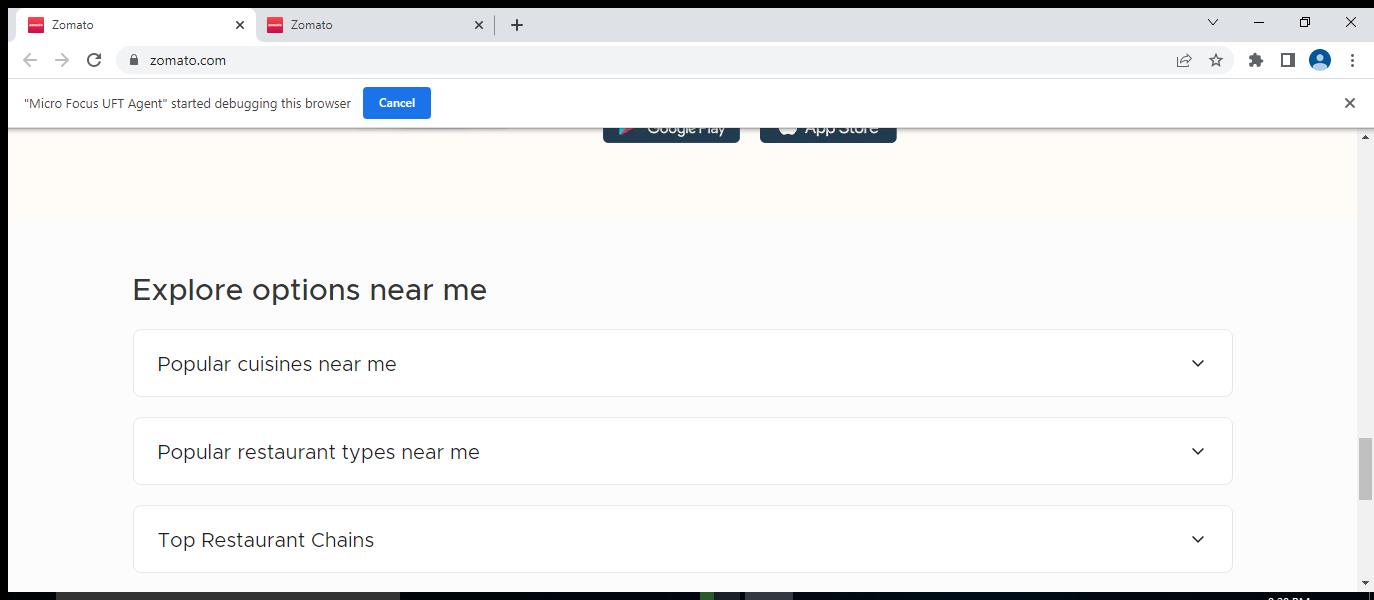 Zomato
Zomato
zomato.com
"Micro Focus UFT Agent" started debugging this browser
Cancel
Google Play
App Store
Explore options near me
Popular cuisines near me
Popular restaurant types near me
Top Restaurant Chains